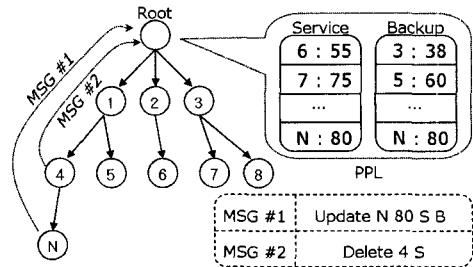 Root
Service Backup
6 : 55 3 : 38
7 : 75 5 : 60
... ...
N : 80 N : 80
PPL
MSG #1
MSG #2
1 2 3
4 5 6 7 8
N
MSG #1 Update N 80 S B
MSG #2 Delete 4 S